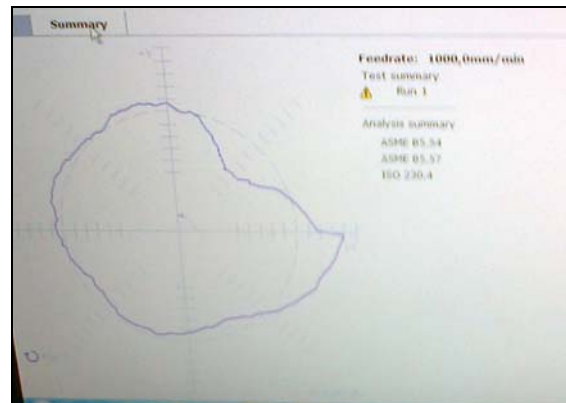 Summary
Feedrate: 1000,0mm/min
Test summary
Run 1
Analysis summary
ASME B5.54
ASME B5.57
ISO 230.4